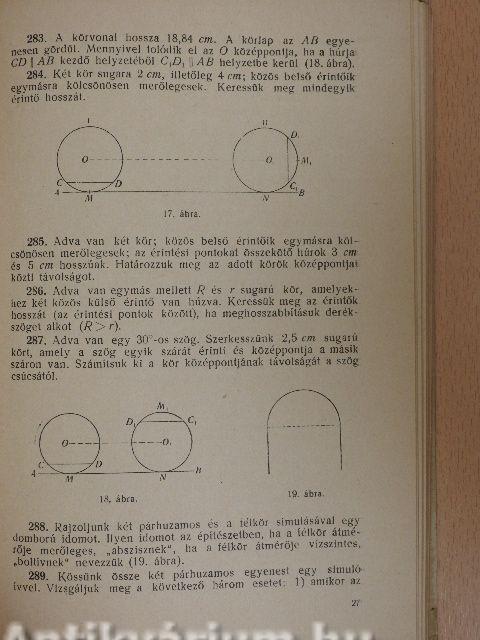 283. A körvonal hossza 18,84 cm. A körlap az AB egye-
nesen gördül. Mennyivel tolódik el az O középpontja, ha a húrja
CD ∥ AB kezdő helyzetéből C₁D₁ ∥ AB helyzetbe kerül (18. ábra).
284. Két kör sugara 2 cm, illetőleg 4 cm; közös belső érintőik
egymásra kölcsönösen merőlegesek. Keressük meg mindegyik
érintő hosszát.
O
O
D₁
M₁
C
D
C₁
A
M
N
B
17. ábra.
285. Adva van két kör; közös belső érintőik egymásra köl-
csönösen merőlegesek; az érintési pontokat összekötő húrok 3 cm
és 5 cm hosszúak. Határozzuk meg az adott körök középpontjai
közti távolságot.
286. Adva van egymás mellett R és r sugarú kör, amelyek-
hez két közös külső érintő van húzva. Keressük meg az érintők
hosszát (az érintési pontok között), ha meghosszabbításuk derék-
szöget alkot (R > r).
287. Adva van egy 30°-os szög. Szerkesszünk 2,5 cm sugarú
kört, amely a szög egyik szárát érinti és középpontja a másik
száron van. Számítsuk ki a kör középpontjának távolságát a szög
csúcsától.
M₁
D₁
C₁
O
O₁
C
D
A
M
N
B
18. ábra.
19. ábra.
288. Rajzoljunk két párhuzamos és a félkör simulásával egy
domború idomot. Ilyen idomot az építészetben, ha a félkör átmé-
rője merőleges, „abszisznek“, ha a félkör átmérője vízszintes,
„boltívnek“ nevezzük (19. ábra).
289. Kössünk össze két párhuzamos egyenest egy simuló
ívvel. Vizsgáljuk meg a következő három esetet: 1) amikor az
27
Antikvárium.hu